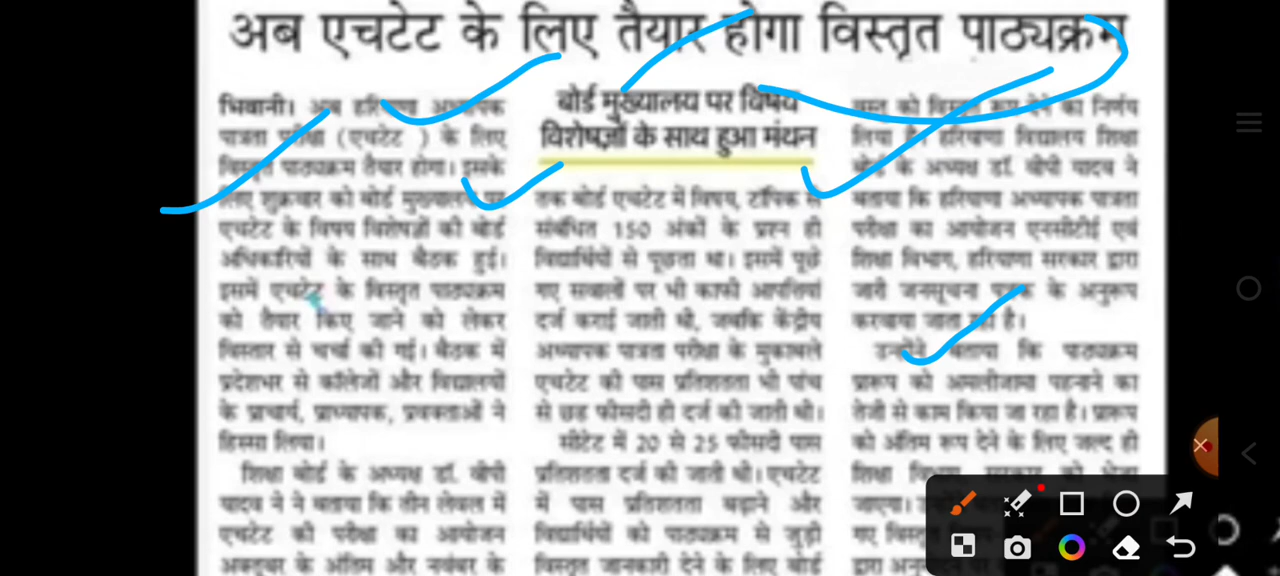 अब एचटेट के लिए तैयार होगा विस्तृत पाठ्यक्रम
भिवानी। अब हरियाणा अध्यापक
पात्रता परीक्षा (एचटेट ) के लिए
विस्तृत पाठ्यक्रम तैयार होगा। इसके
लिए शुक्रवार को बोर्ड मुख्यालय पर
एचटेट के विषय विशेषज्ञों की बोर्ड
अधिकारियों के साथ बैठक हुई।
इसमें एचटेट के विस्तृत पाठ्यक्रम
को तैयार किए जाने को लेकर
विस्तार से चर्चा की गई। बैठक में
प्रदेशभर से कॉलेजों और विद्यालयों
के प्राचार्य, प्राध्यापक, प्रवक्ताओं ने
हिस्सा लिया।
शिक्षा बोर्ड के अध्यक्ष डॉ. वीपी
यादव ने ने बताया कि तीन लेवल में
एचटेट की परीक्षा का आयोजन
अक्तूबर के अंतिम और नवंबर के
बोर्ड मुख्यालय पर विषय
विशेषज्ञों के साथ हुआ मंथन
तक बोर्ड एचटेट में विषय, टॉपिक से
संबंधित 150 अंकों के प्रश्न ही
विद्यार्थियों से पूछता था। इसमें पूछे
गए सवालों पर भी काफी आपत्तियां
दर्ज कराई जाती थी, जबकि केंद्रीय
अध्यापक पात्रता परीक्षा के मुकाबले
एचटेट की पास प्रतिशतता भी पांच
से छह फीसदी ही दर्ज की जाती थी।
सीटेट में 20 से 25 फीसदी पास
प्रतिशतता दर्ज की जाती थी। एचटेट
में पास प्रतिशतता बढ़ाने और
विद्यार्थियों को पाठ्यक्रम से जुड़ी
विस्तृत जानकारी देने के लिए बोर्ड
को विस्तृत रूप देने का निर्णय
लिया है। हरियाणा विद्यालय शिक्षा
बोर्ड के अध्यक्ष डॉ. वीपी यादव ने
बताया कि हरियाणा अध्यापक पात्रता
परीक्षा का आयोजन एनसीटीई एवं
शिक्षा विभाग, हरियाणा सरकार द्वारा
जारी जनसूचना के अनुरूप
करवाया जाता रहा है।
उन्होंने बताया कि पाठ्यक्रम
प्रारूप को अमलीजामा पहनाने का
तेजी से काम किया जा रहा है। प्रारूप
को अंतिम रूप देने के लिए जल्द ही
शिक्षा विभाग, सरकार को भेजा
जाएगा।
गए
द्वारा